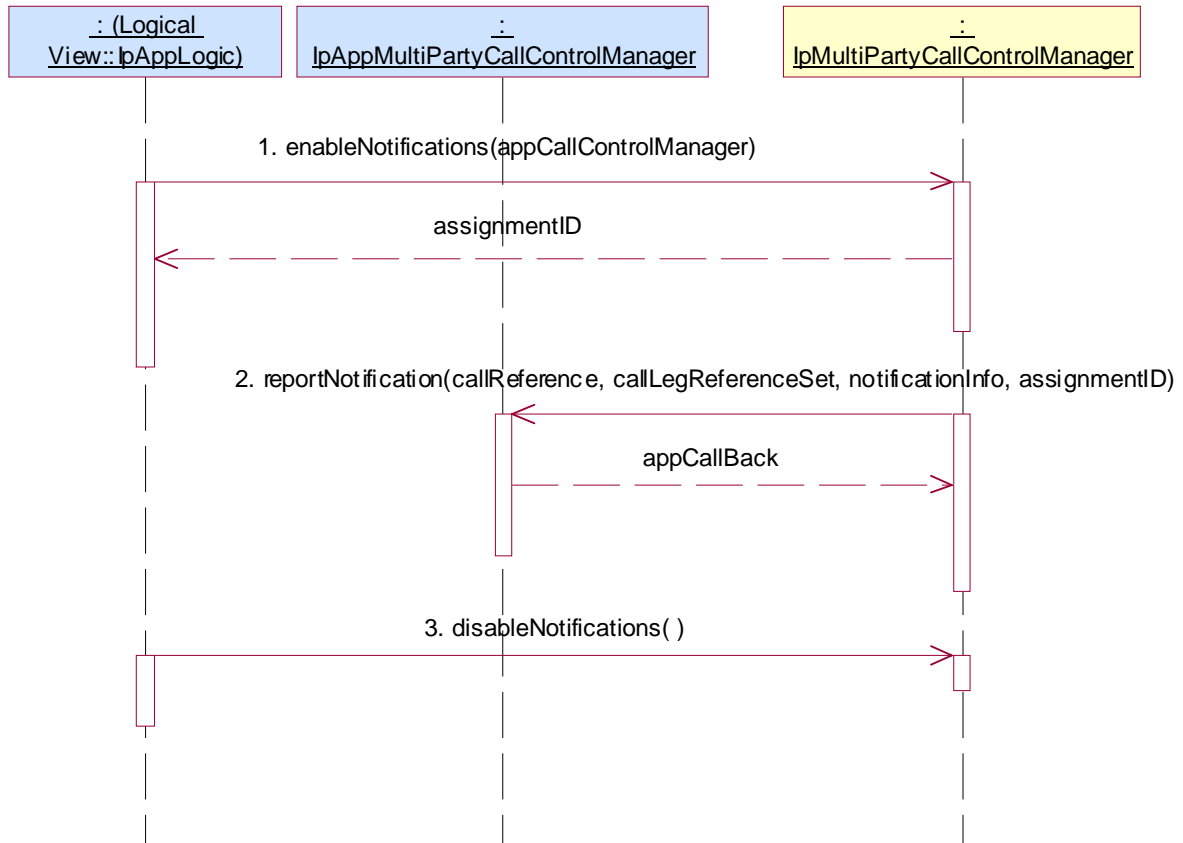 : (Logical
View::IpAppLogic)
:
IpAppMultiPartyCallControlManager
:
IpMultiPartyCallControlManager
1. enableNotifications(appCallControlManager)
assignmentID
2. reportNotification(callReference, callLegReferenceSet, notificationInfo, assignmentID)
appCallBack
3. disableNotifications( )